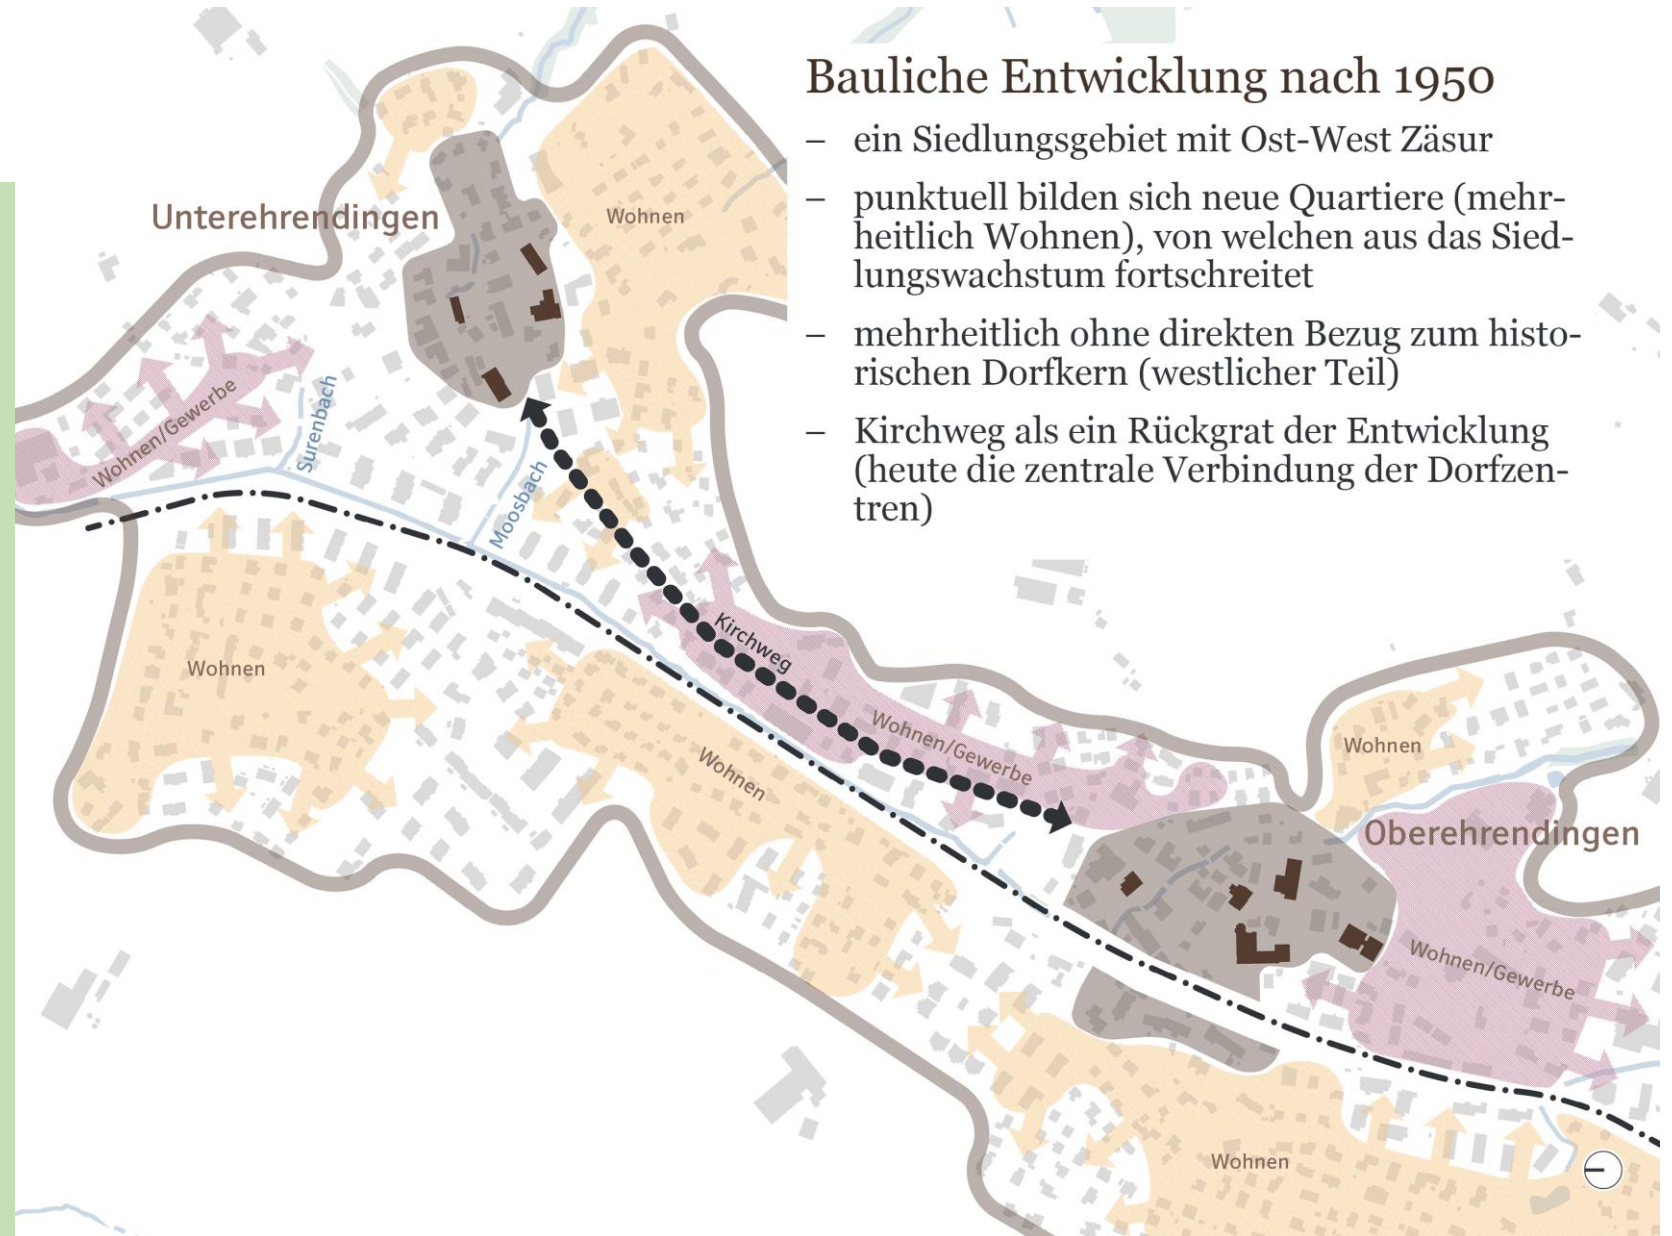 Bauliche Entwicklung nach 1950
– ein Siedlungsgebiet mit Ost-West Zäsur
– punktuell bilden sich neue Quartiere (mehr-
heitlich Wohnen), von welchen aus das Sied-
lungswachstum fortschreitet
– mehrheitlich ohne direkten Bezug zum histo-
rischen Dorfkern (westlicher Teil)
– Kirchweg als ein Rückgrat der Entwicklung
(heute die zentrale Verbindung der Dorfzen-
tren)
Unterehrendingen
Wohnen
Wohnen/Gewerbe
Surenbach
Moosbach
Wohnen
Kirchweg
Wohnen/Gewerbe
Wohnen
Wohnen
Oberehrendingen
Wohnen/Gewerbe
Wohnen